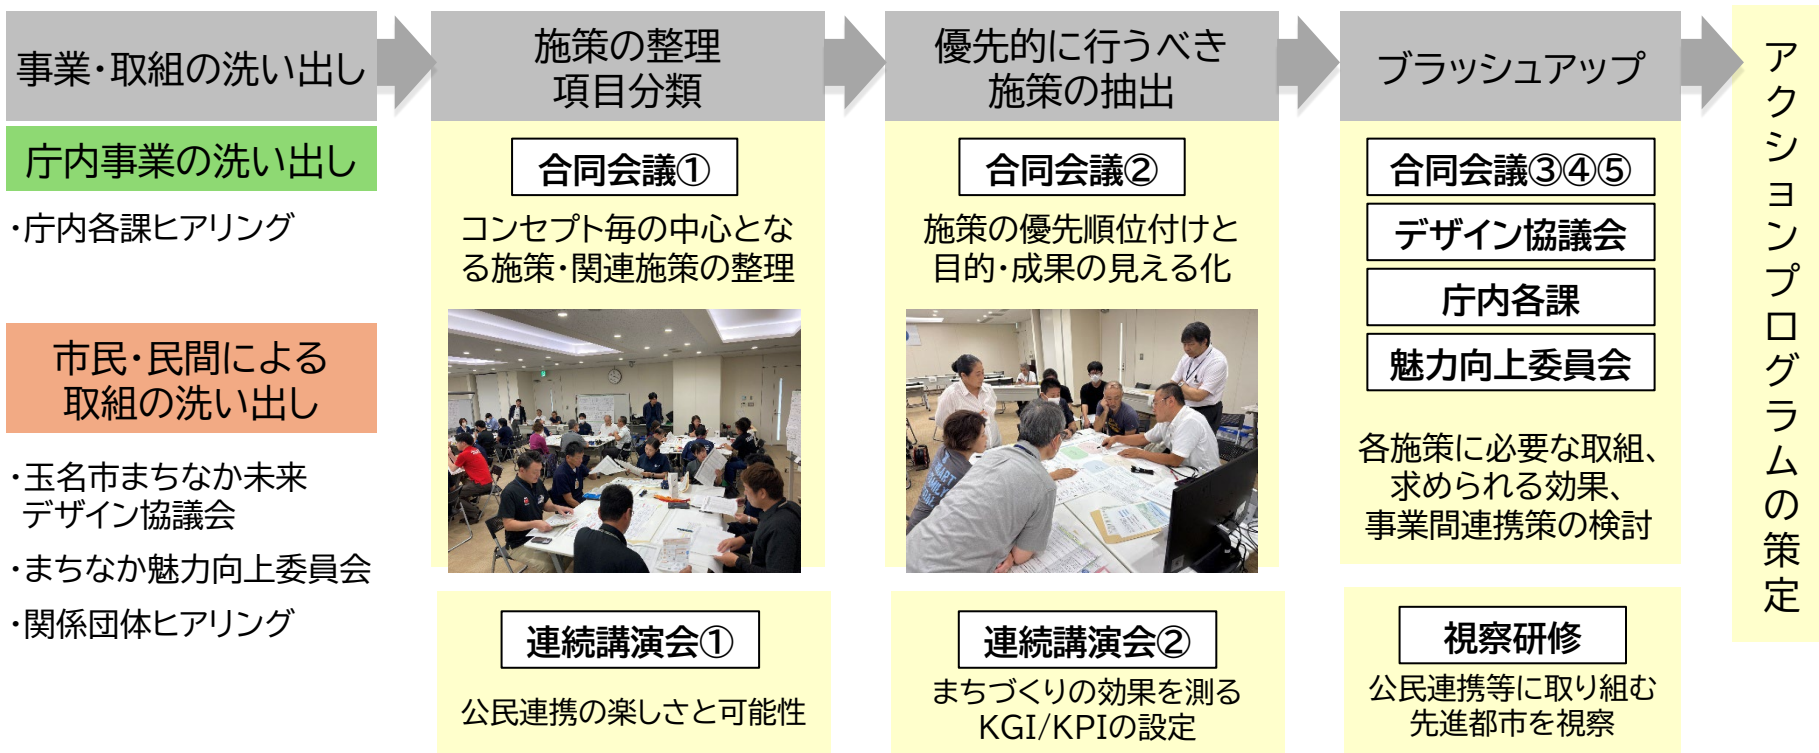 事業・取組の洗い出し
庁内事業の洗い出し
・庁内各課ヒアリング
市民・民間による
取組の洗い出し
・玉名市まちなか未来
デザイン協議会
・まちなか魅力向上委員会
・関係団体ヒアリング
施策の整理
項目分類
合同会議①
コンセプト毎の中心とな
る施策・関連施策の整理
連続講演会①
公民連携の楽しさと可能性
優先的に行うべき
施策の抽出
合同会議②
施策の優先順位付けと
目的・成果の見える化
連続講演会②
まちづくりの効果を測る
KGI/KPIの設定
ブラッシュアップ
合同会議③④⑤
デザイン協議会
庁内各課
魅力向上委員会
各施策に必要な取組、
求められる効果、
事業間連携策の検討
視察研修
公民連携等に取り組む
先進都市を視察
アクションプログラムの策定